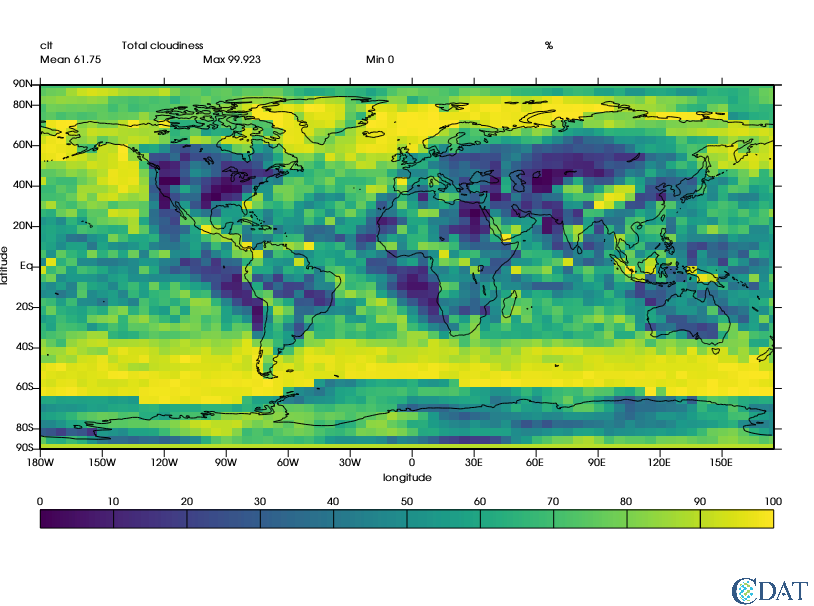 clt Total cloudiness %
Mean 61.75 Max 99.923 Min 0
90N
80N
60N
40N
20N
Eq
20S
40S
60S
80S
90S
latitude
180W 150W 120W 90W 60W 30W 0 30E 60E 90E 120E 150E
longitude
0 10 20 30 40 50 60 70 80 90 100
CDAT